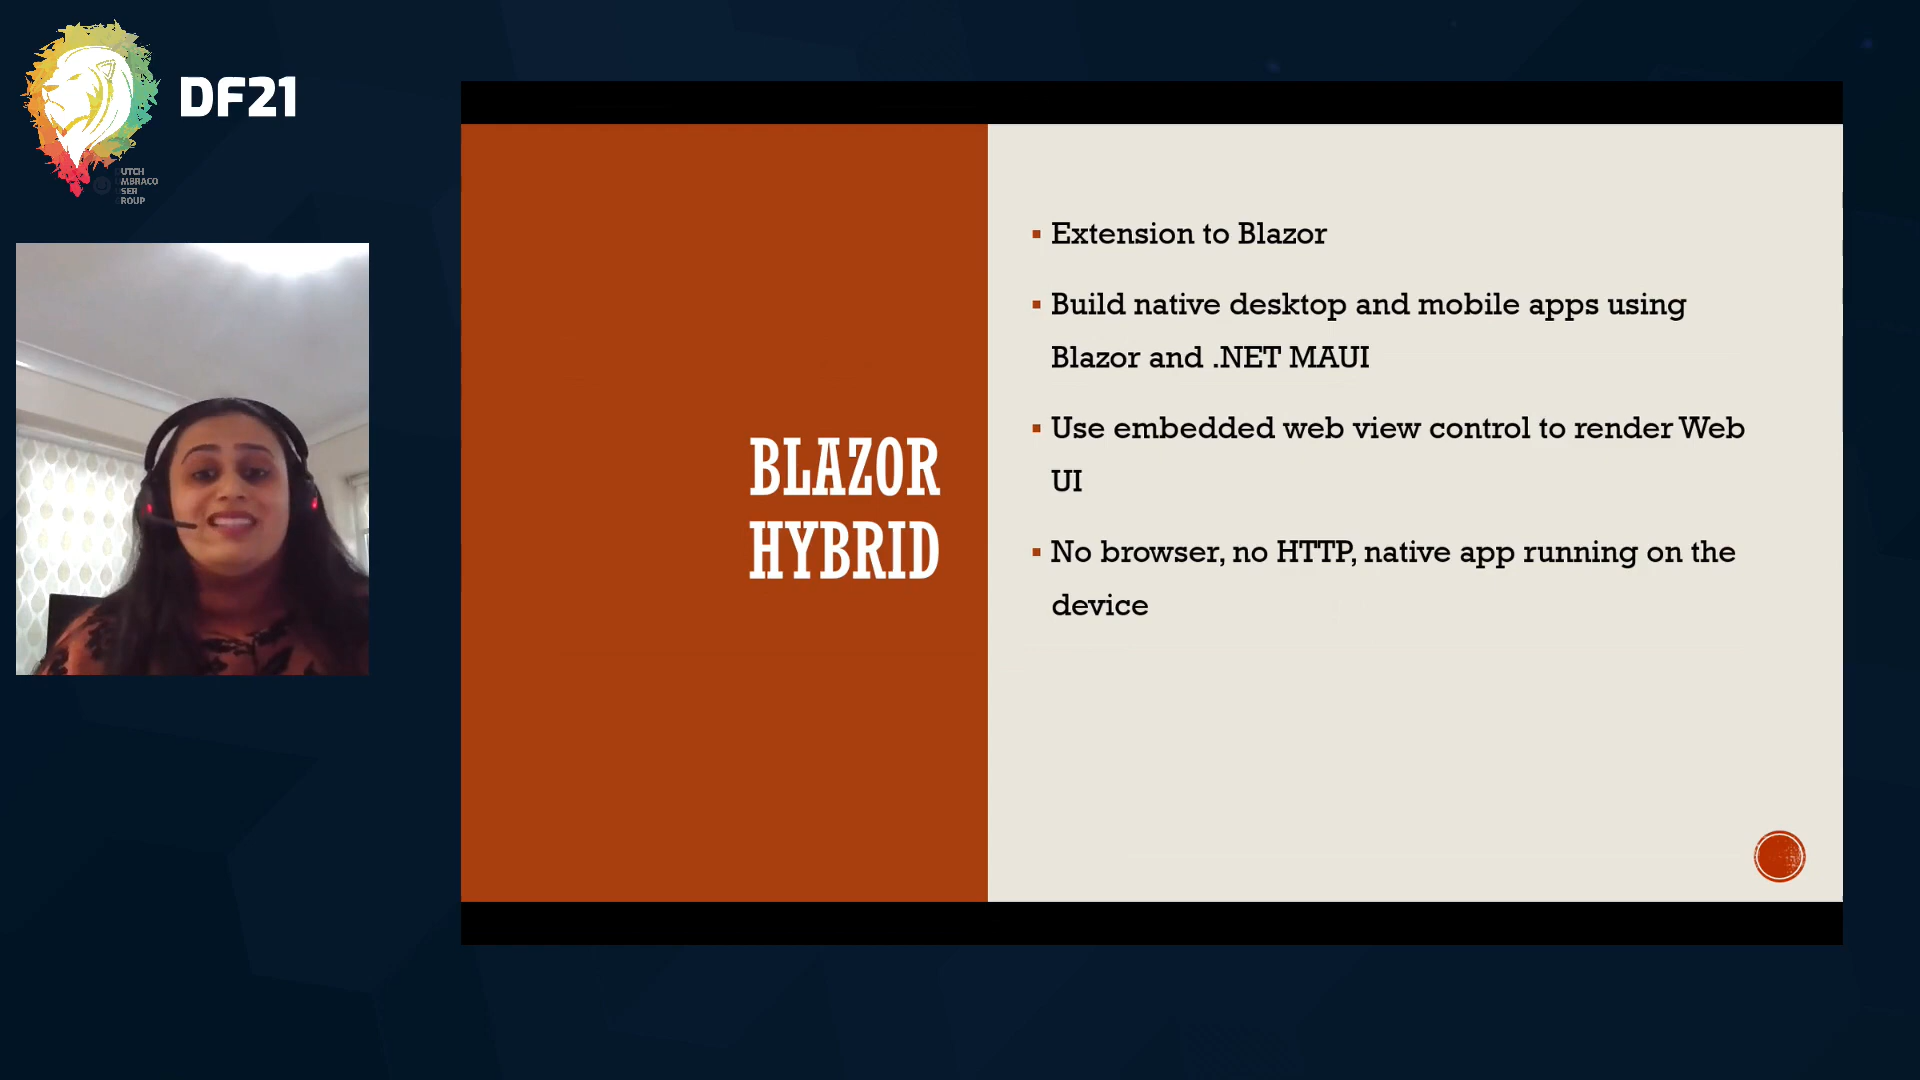 DF21
UTCH
MBRACO
SER
ROUP
BLAZOR
HYBRID
▪ Extension to Blazor
▪ Build native desktop and mobile apps using
Blazor and .NET MAUI
▪ Use embedded web view control to render Web
UI
▪ No browser, no HTTP, native app running on the
device